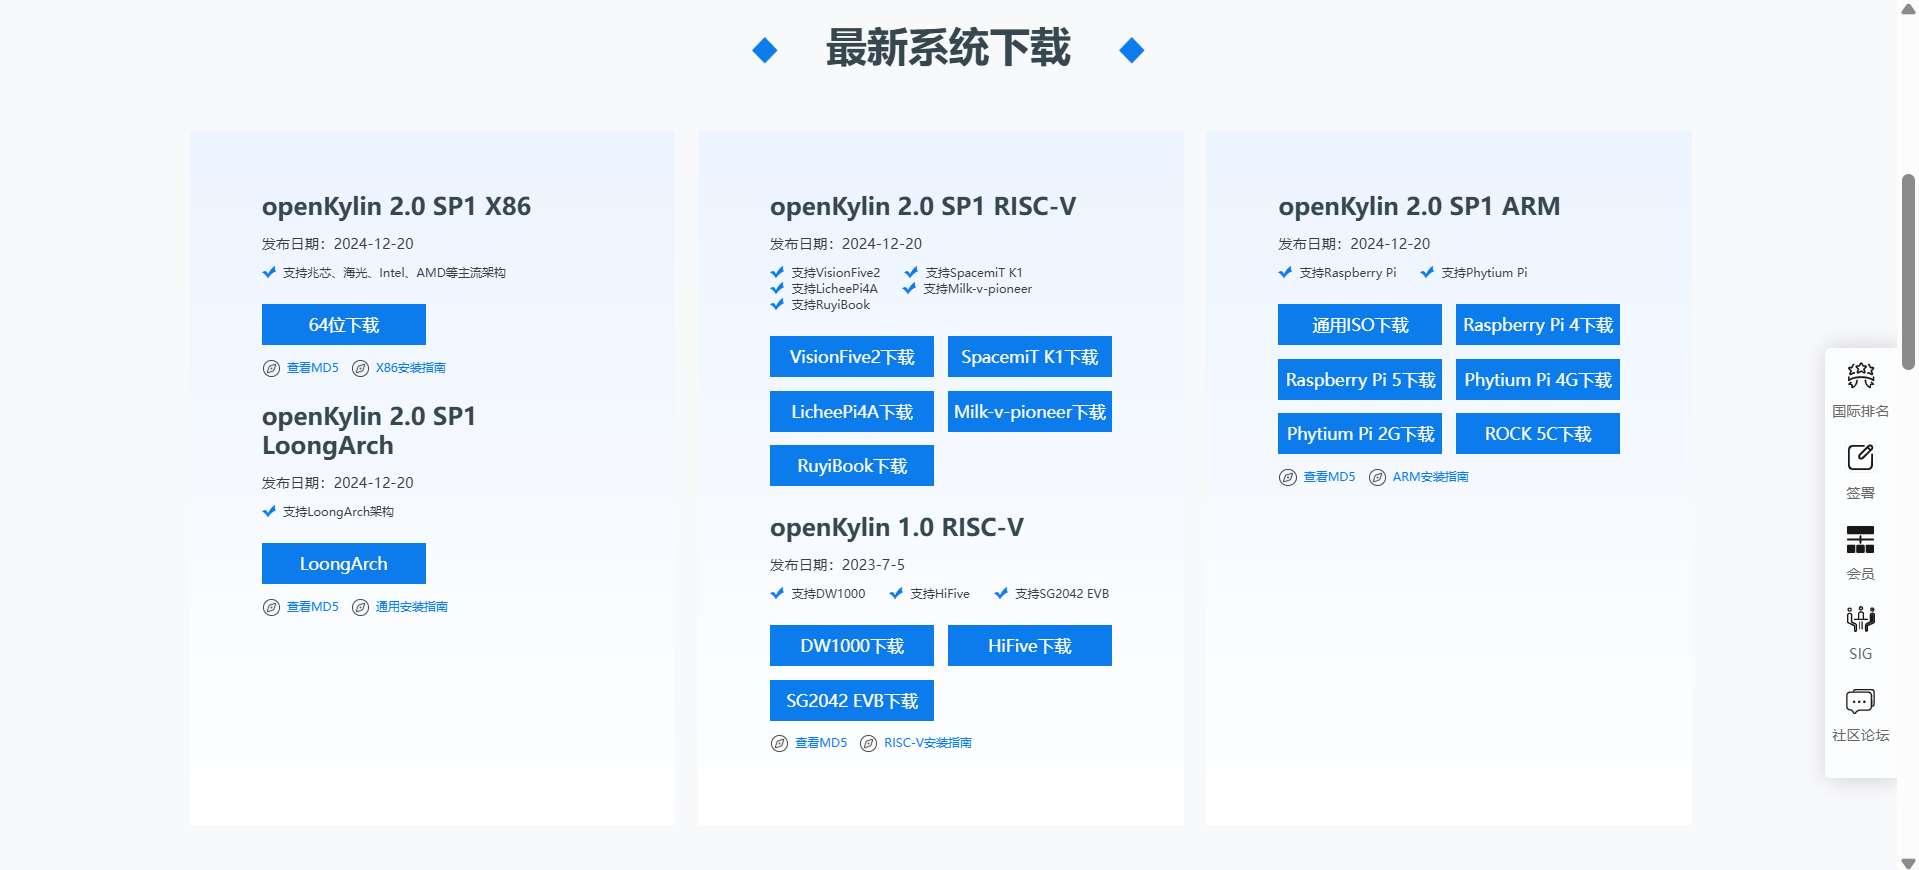 最新系统下载
openKylin 2.0 SP1 X86
发布日期：2024-12-20
支持兆芯、海光、Intel、AMD等主流架构
64位下载
查看MD5 X86安装指南
openKylin 2.0 SP1
LoongArch
发布日期：2024-12-20
支持LoongArch架构
LoongArch
查看MD5 通用安装指南
openKylin 2.0 SP1 RISC-V
发布日期：2024-12-20
支持VisionFive2 支持SpacemiT K1
支持LicheePi4A 支持Milk-v-pioneer
支持RuyiBook
VisionFive2下载 SpacemiT K1下载
LicheePi4A下载 Milk-v-pioneer下载
RuyiBook下载
openKylin 1.0 RISC-V
发布日期：2023-7-5
支持DW1000 支持HiFive 支持SG2042 EVB
DW1000下载 HiFive下载
SG2042 EVB下载
查看MD5 RISC-V安装指南
openKylin 2.0 SP1 ARM
发布日期：2024-12-20
支持Raspberry Pi 支持Phytium Pi
通用ISO下载 Raspberry Pi 4下载
Raspberry Pi 5下载 Phytium Pi 4G下载
Phytium Pi 2G下载 ROCK 5C下载
查看MD5 ARM安装指南
国际排名
签署
会员
SIG
社区论坛